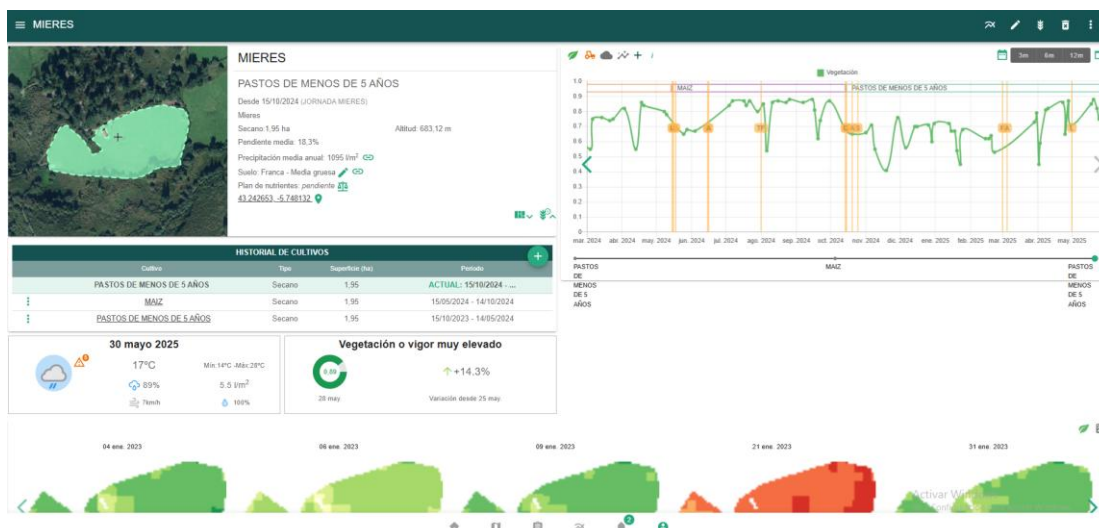 MIERES
MIERES
PASTOS DE MENOS DE 5 AÑOS
Desde 15/10/2024 (JORNADA MIERES)
Mieres
Secano 1,95 ha Altitud: 683,12 m
Pendiente media: 18.3%
Precipitación media anual: 1095 l/m²
Suelo: Franca - Media gruesa
Plan de nutrientes: pendiente
43.242653, -5.748132
HISTORIAL DE CULTIVOS
Cultivo Tipo Superficie (ha) Periodo
PASTOS DE MENOS DE 5 AÑOS Secano 1,95 ACTUAL: 15/10/2024 - ...
MAIZ Secano 1,95 15/05/2024 - 14/10/2024
PASTOS DE MENOS DE 5 AÑOS Secano 1,95 15/10/2023 - 14/05/2024
30 mayo 2025
17ºC Mín:14ºC -Máx:28ºC
89% 5.5 l/m²
7km/h 100%
Vegetación o vigor muy elevado
0,89 +14.3%
28 may Variación desde 25 may
3m 6m 12m
Vegetación
MAIZ PASTOS DE MENOS DE 5 AÑOS
1.0
0.9
0.8
0.7
0.6
0.5
0.4
0.3
0.2
0.1
0
mar. 2024 abr. 2024 may. 2024 jun. 2024 jul. 2024 ago. 2024 sep. 2024 oct. 2024 nov. 2024 dic. 2024 ene. 2025 feb. 2025 mar. 2025 abr. 2025 may. 2025
PASTOS MAIZ PASTOS
DE DE
MENOS MENOS
DE 5 DE 5
AÑOS AÑOS
04 ene. 2023 06 ene. 2023 09 ene. 2023 21 ene. 2023 31 ene. 2023
2